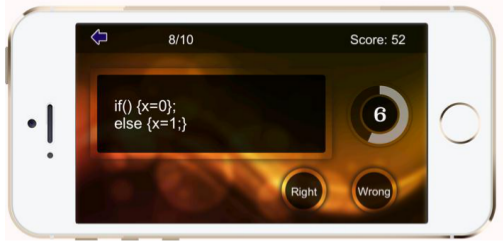 8/10
Score: 52
if() {x=0};
else {x=1;}
6
Right
Wrong